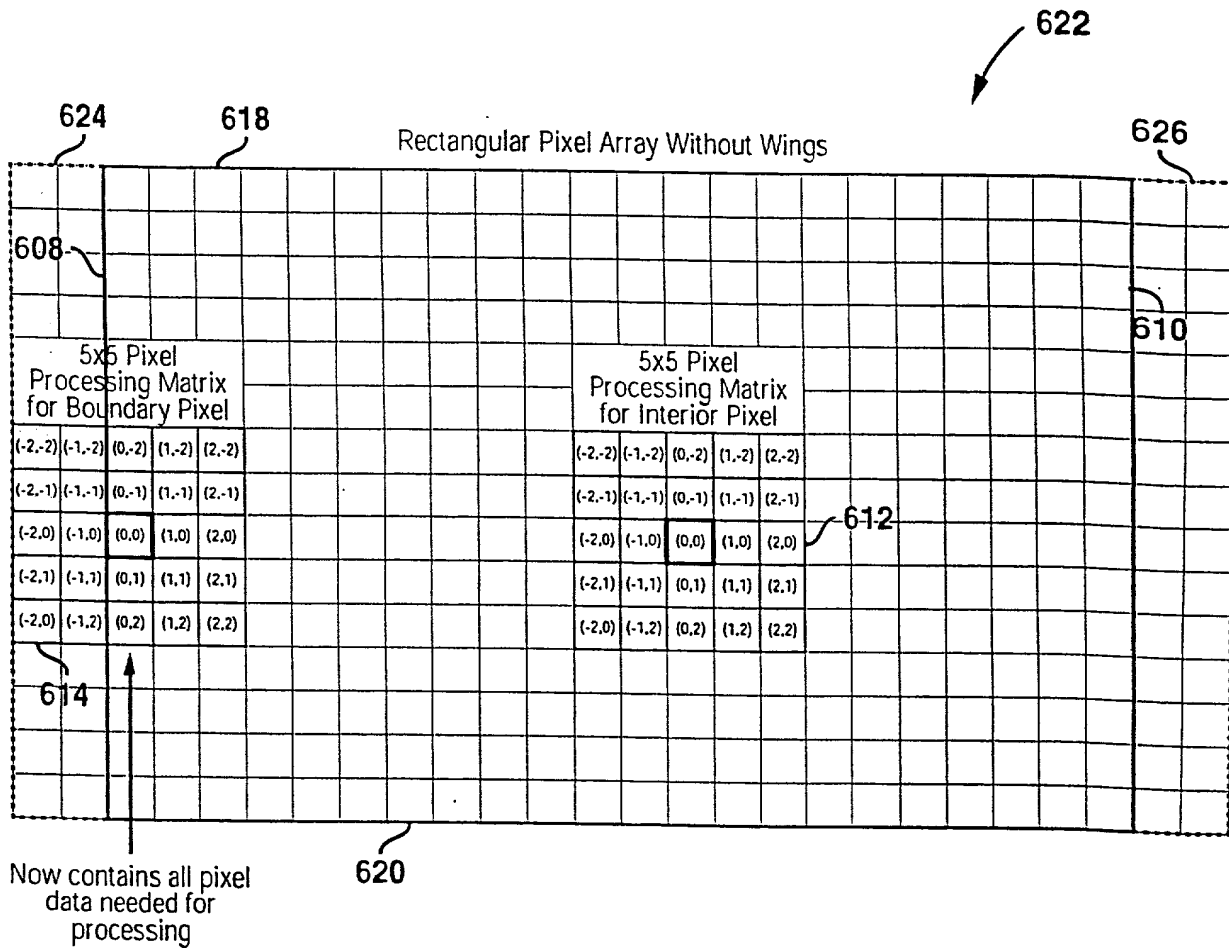 622
624
618
Rectangular Pixel Array Without Wings
626
608
610
5x5 Pixel
Processing Matrix
for Boundary Pixel
5x5 Pixel
Processing Matrix
for Interior Pixel
(-2,-2) (-1,-2) (0,-2) (1,-2) (2,-2)
(-2,-1) (-1,-1) (0,-1) (1,-1) (2,-1)
(-2,0) (-1,0) (0,0) (1,0) (2,0)
(-2,1) (-1,1) (0,1) (1,1) (2,1)
(-2,0) (-1,2) (0,2) (1,2) (2,2)
(-2,-2) (-1,-2) (0,-2) (1,-2) (2,-2)
(-2,-1) (-1,-1) (0,-1) (1,-1) (2,-1)
(-2,0) (-1,0) (0,0) (1,0) (2,0)
(-2,1) (-1,1) (0,1) (1,1) (2,1)
(-2,0) (-1,2) (0,2) (1,2) (2,2)
612
614
Now contains all pixel
data needed for
processing
620